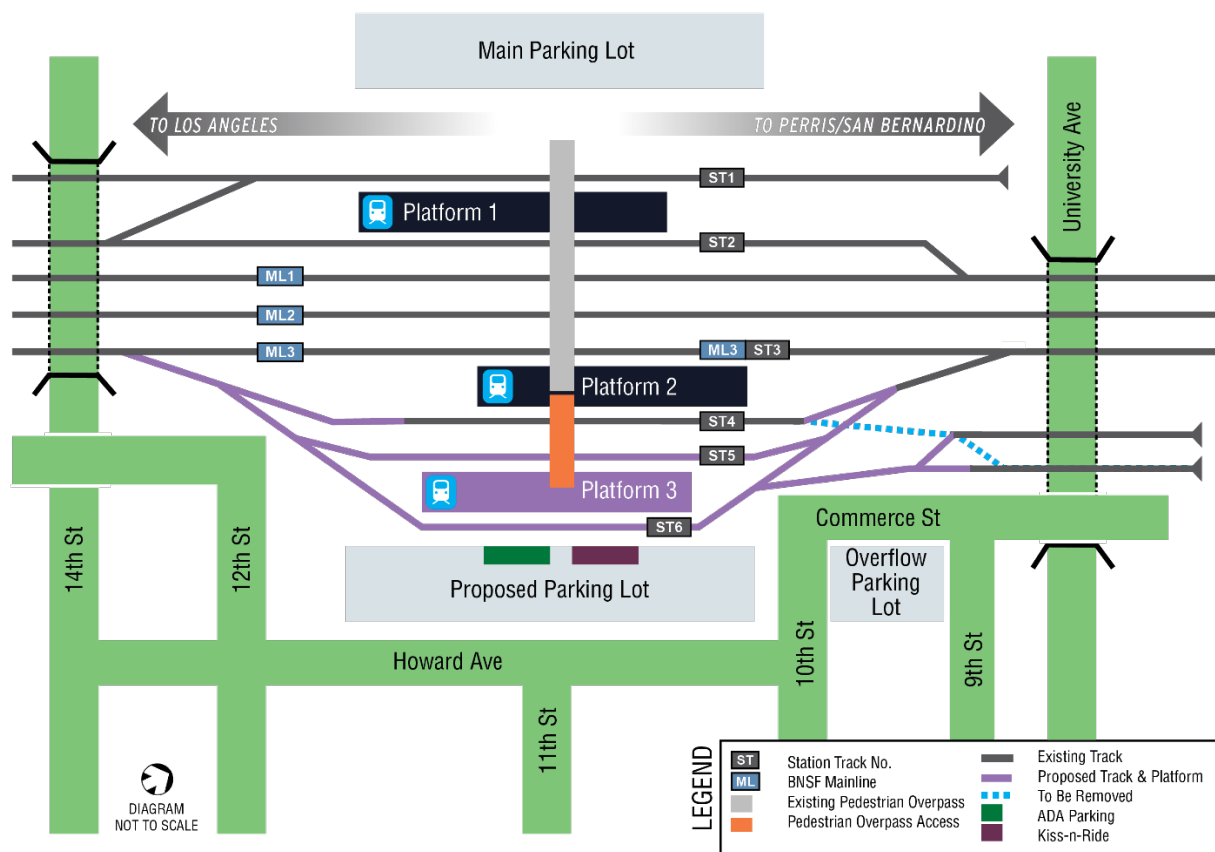 Main Parking Lot
TO LOS ANGELES
TO PERRIS/SAN BERNARDINO
University Ave
ST1
Platform 1
ST2
ML1
ML2
ML3
ML3 ST3
Platform 2
ST4
ST5
Platform 3
ST6
Commerce St
14th St
12th St
Proposed Parking Lot
Overflow
Parking
Lot
10th St
9th St
Howard Ave
11th St
DIAGRAM
NOT TO SCALE
LEGEND
ST Station Track No.
ML BNSF Mainline
Existing Pedestrian Overpass
Pedestrian Overpass Access
Existing Track
Proposed Track & Platform
To Be Removed
ADA Parking
Kiss-n-Ride